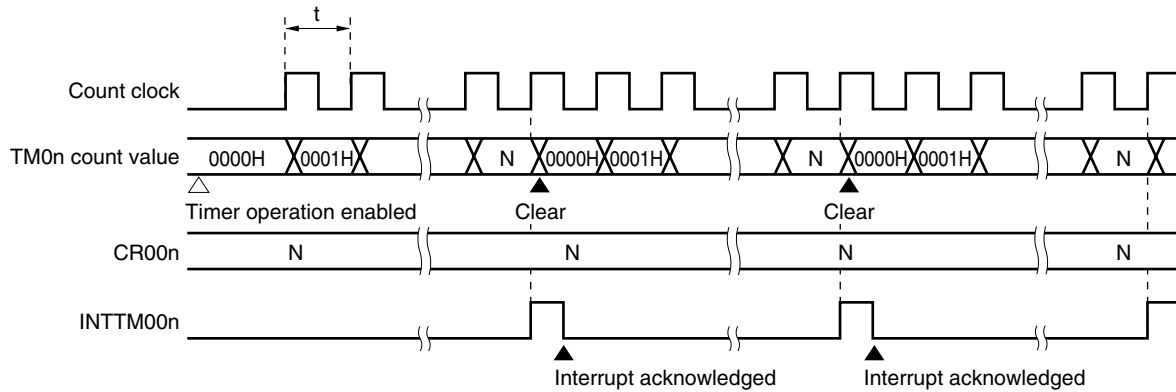 t
Count clock
TM0n count value 0000H 0001H N 0000H 0001H N 0000H 0001H N
Timer operation enabled Clear Clear
CR00n N N N N
INTTM00n
Interrupt acknowledged Interrupt acknowledged